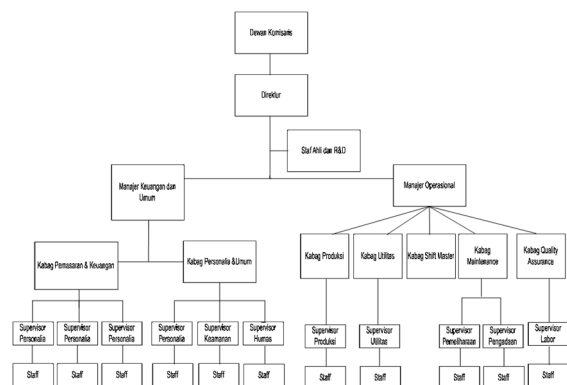 Dewan Komisaris
Direktur
Staf Ahli dan R&D
Manajer Keuangan dan
Umum
Manajer Operasional
Kabag Pemasaran & Keuangan
Kabag Personalia &Umum
Kabag Produksi
Kabag Utilitas
Kabag Shift Master
Kabag
Maintenance
Kabag Quality
Assurance
Supervisor
Personalia
Supervisor
Personalia
Supervisor
Personalia
Supervisor
Personalia
Supervisor
Keamanan
Supervisor
Humas
Supervisor
Produksi
Supervisor
Utilitas
Supervisor
Pemeliharaan
Supervisor
Pengadaan
Supervisor
Labor
Staff
Staff
Staff
Staff
Staff
Staff
Staff
Staff
Staff
Staff
Staff